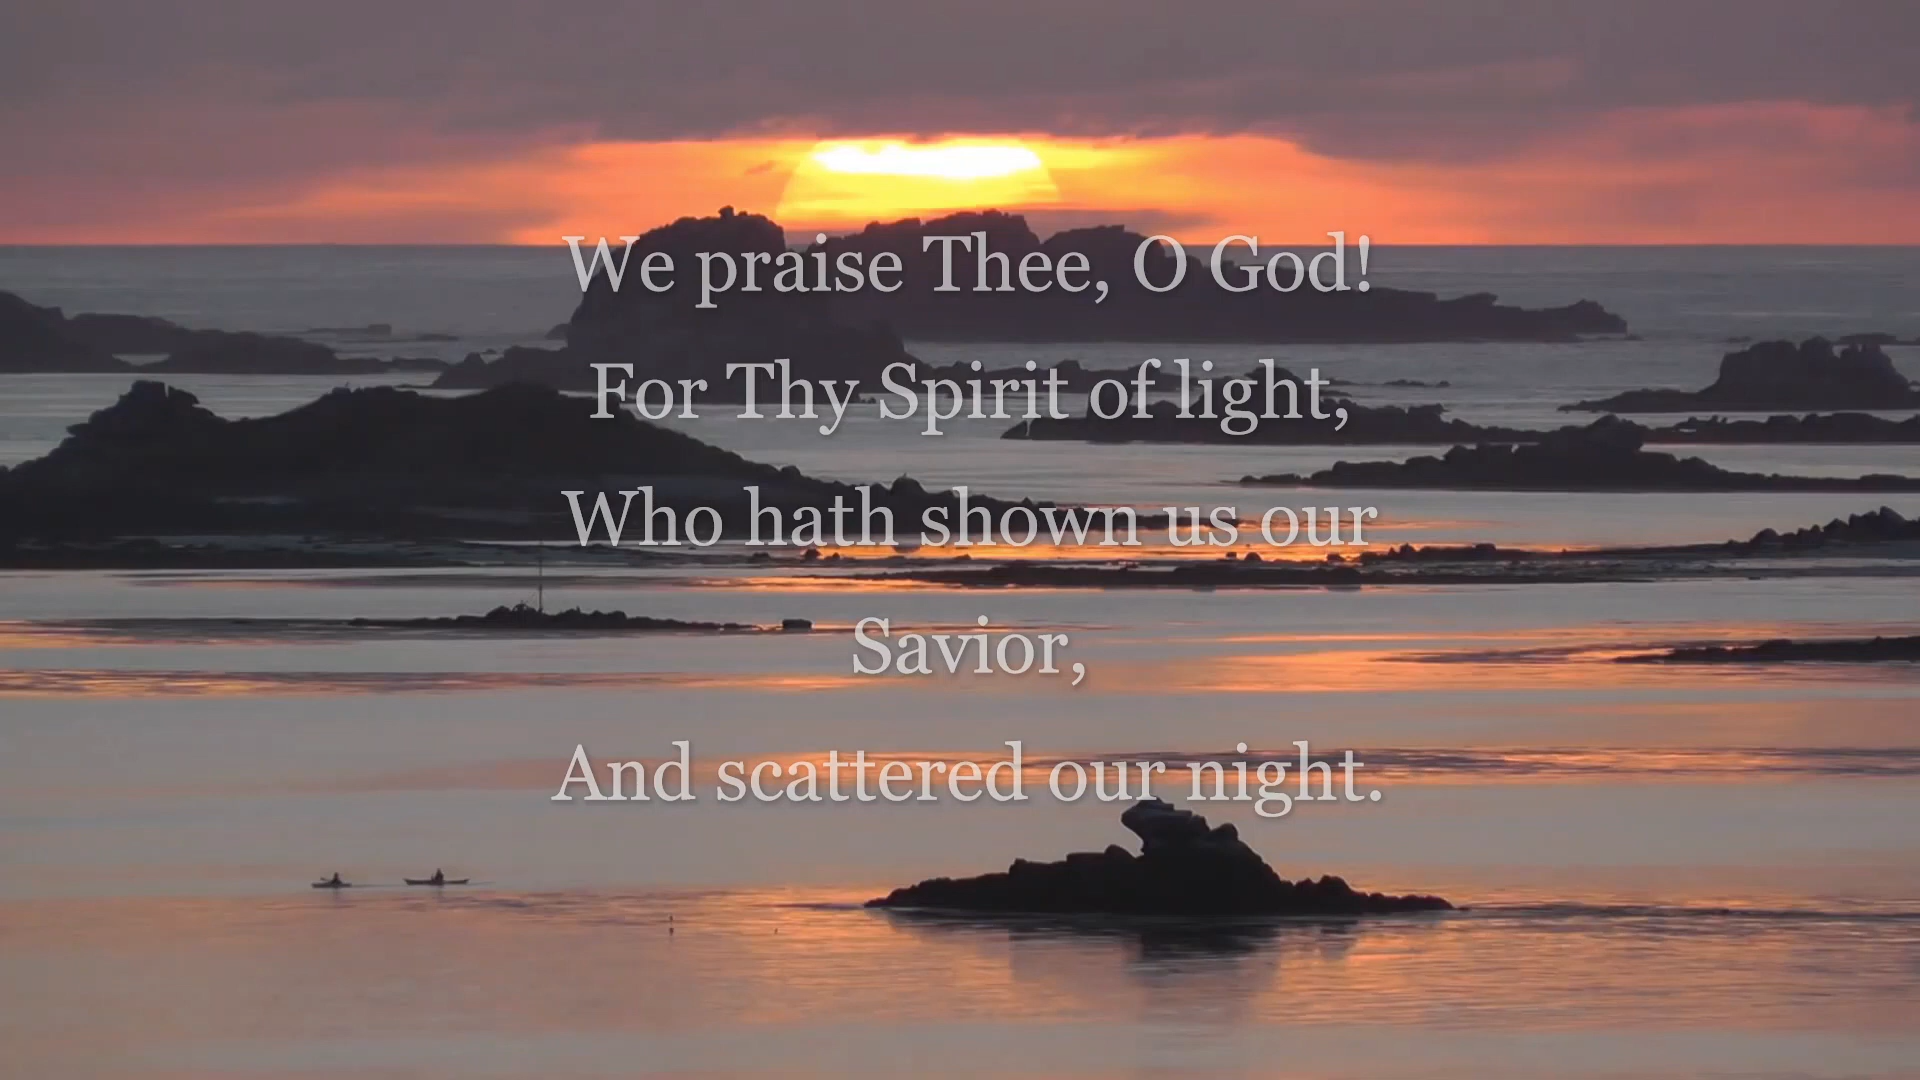 We praise Thee, O God!
For Thy Spirit of light,
Who hath shown us our
Savior,
And scattered our night.